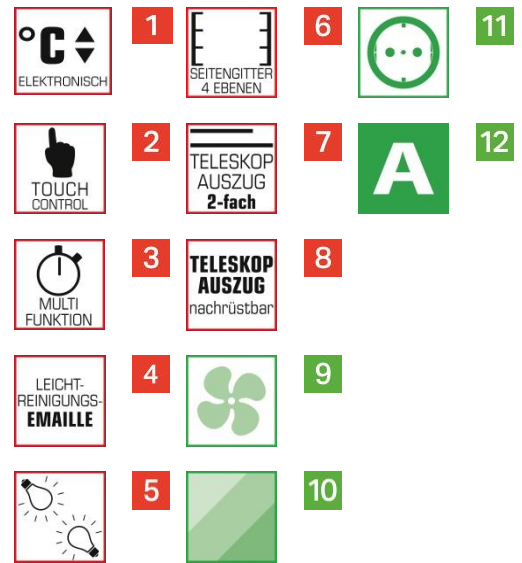 °C
ELEKTRONISCH
1
TOUCH
CONTROL
2
MULTI
FUNKTION
3
LEICHT-
REINIGUNGS-
EMAILLE
4
5
SEITENGITTER
4 EBENEN
6
TELESKOP
AUSZUG
2-fach
7
TELESKOP
AUSZUG
nachrüstbar
8
9
10
11
A
12